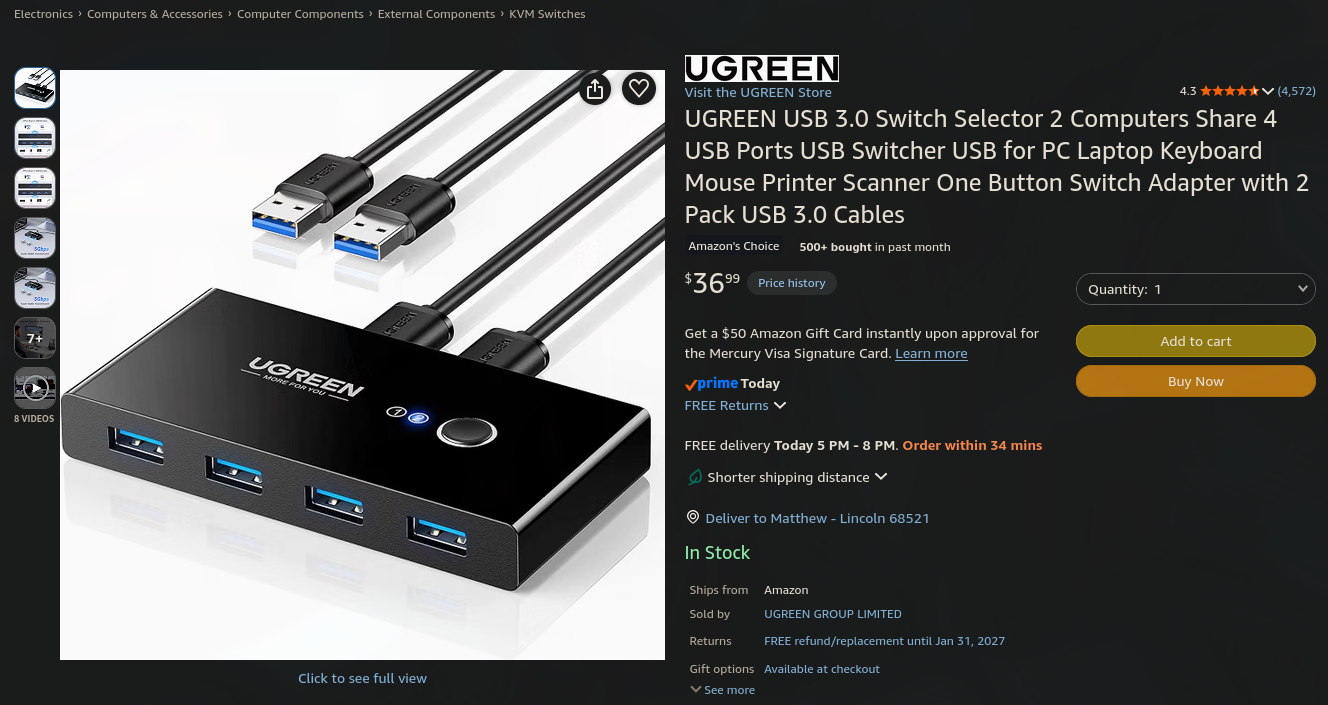 Electronics › Computers & Accessories › Computer Components › External Components › KVM Switches
UGREEN
Visit the UGREEN Store
4.3 (4,572)
UGREEN USB 3.0 Switch Selector 2 Computers Share 4
USB Ports USB Switcher USB for PC Laptop Keyboard
Mouse Printer Scanner One Button Switch Adapter with 2
Pack USB 3.0 Cables
Amazon's Choice 500+ bought in past month
$36.99 Price history
Quantity: 1
Get a $50 Amazon Gift Card instantly upon approval for
the Mercury Visa Signature Card. Learn more
Add to cart
prime Today
Buy Now
FREE Returns
FREE delivery Today 5 PM - 8 PM. Order within 34 mins
Shorter shipping distance
Deliver to Matthew - Lincoln 68521
In Stock
Ships from Amazon
Sold by UGREEN GROUP LIMITED
Returns FREE refund/replacement until Jan 31, 2027
Gift options Available at checkout
See more
5Gbps
5Gbps
7+
8 VIDEOS
UGREEN
UGREEN
UGREEN
UGREEN
UGREEN
MORE FOR YOU
1 2
Click to see full view